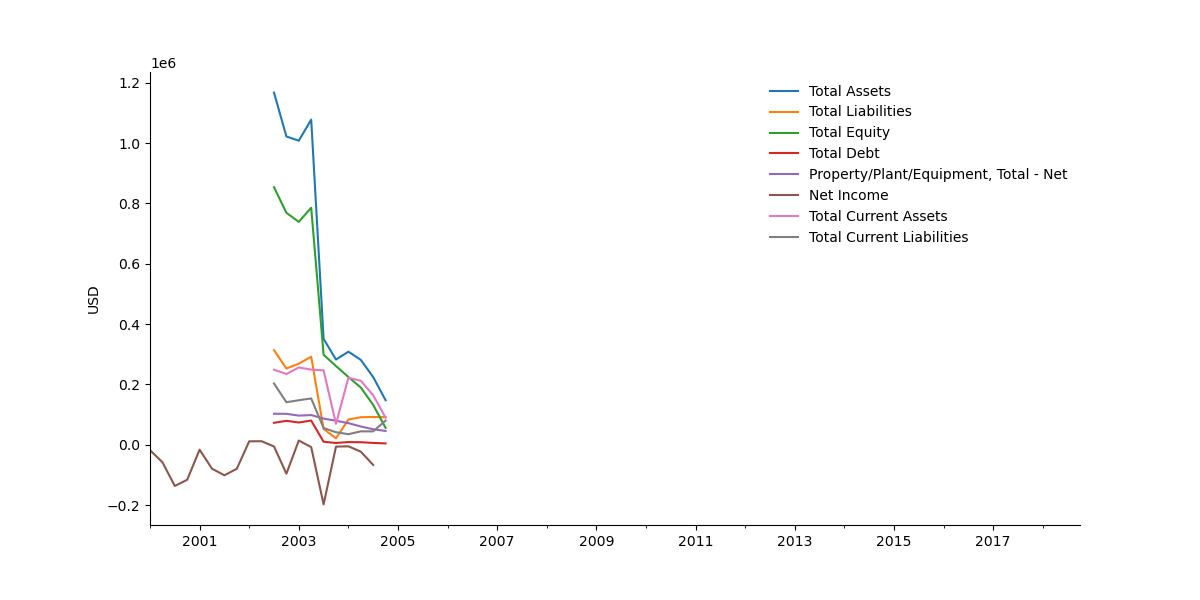 1e6
1.2
1.0
0.8
0.6
0.4
0.2
0.0
−0.2
USD
2001 2003 2005 2007 2009 2011 2013 2015 2017
Total Assets
Total Liabilities
Total Equity
Total Debt
Property/Plant/Equipment, Total - Net
Net Income
Total Current Assets
Total Current Liabilities